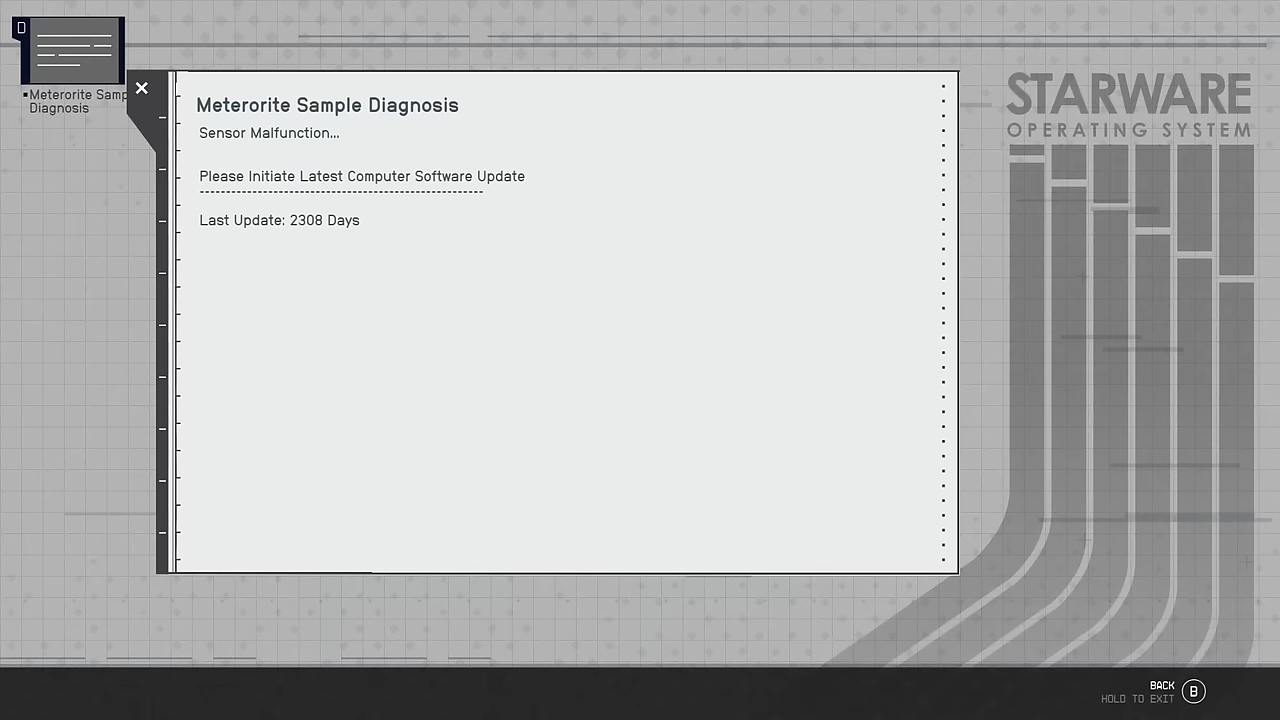 D
Meterorite Samp
Diagnosis
Meterorite Sample Diagnosis
Sensor Malfunction...
Please Initiate Latest Computer Software Update
-----------------------------------------------
Last Update: 2308 Days
STARWARE
OPERATING SYSTEM
BACK
HOLD TO EXIT
B